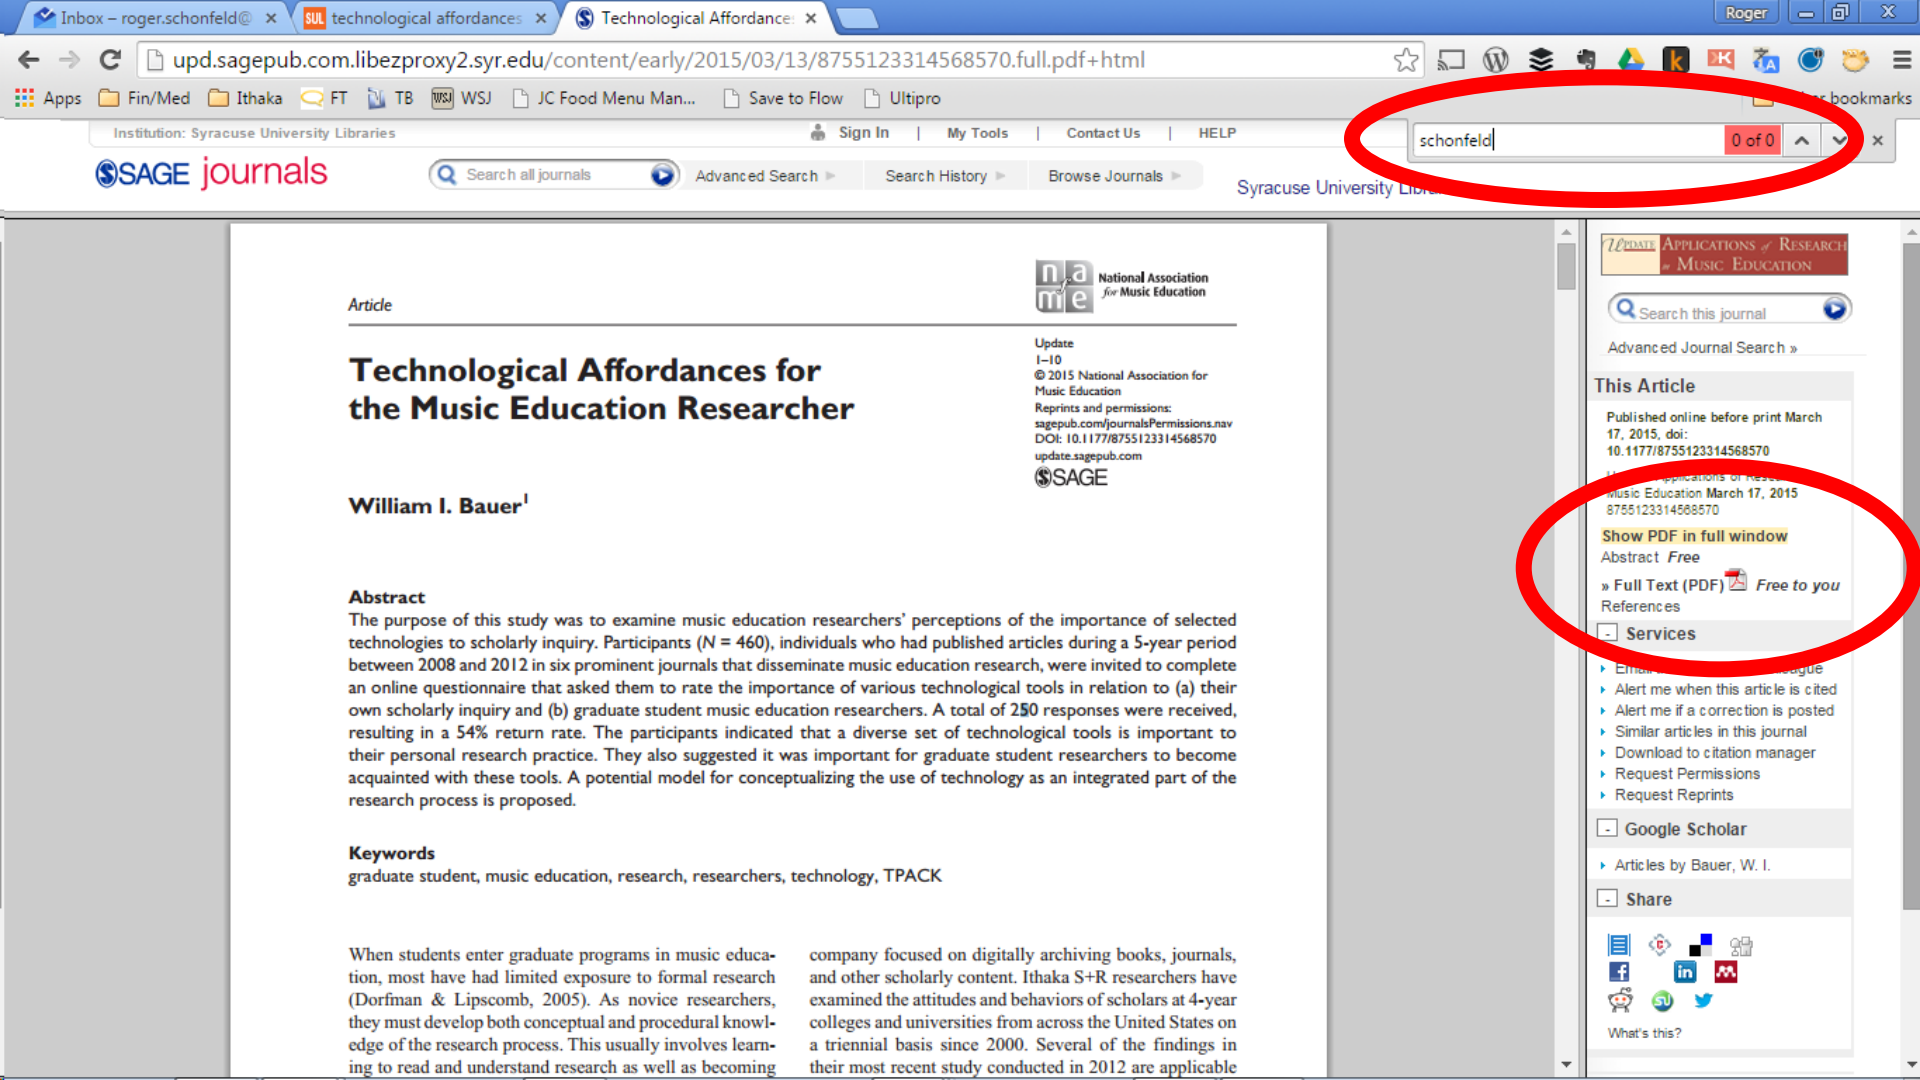 Inbox – roger.schonfeld@
SUL technological affordances
Technological Affordance
Roger
upd.sagepub.com.libezproxy2.syr.edu/content/early/2015/03/13/8755123314568570.full.pdf+html
Apps
Fin/Med
Ithaka
FT
TB
WSJ WSJ
JC Food Menu Man...
Save to Flow
Ultipro
bookmarks
schonfeld
0 of 0
Institution: Syracuse University Libraries
Sign In | My Tools | Contact Us | HELP
SAGE journals
Search all journals
Advanced Search
Search History
Browse Journals
Syracuse University
Article
name
National Association
for Music Education
Technological Affordances for
the Music Education Researcher
Update
1–10
© 2015 National Association for
Music Education
Reprints and permissions:
sagepub.com/journalsPermissions.nav
DOI: 10.1177/8755123314568570
update.sagepub.com
SAGE
William I. Bauer1
Abstract
The purpose of this study was to examine music education researchers’ perceptions of the importance of selected
technologies to scholarly inquiry. Participants (N = 460), individuals who had published articles during a 5-year period
between 2008 and 2012 in six prominent journals that disseminate music education research, were invited to complete
an online questionnaire that asked them to rate the importance of various technological tools in relation to (a) their
own scholarly inquiry and (b) graduate student music education researchers. A total of 250 responses were received,
resulting in a 54% return rate. The participants indicated that a diverse set of technological tools is important to
their personal research practice. They also suggested it was important for graduate student researchers to become
acquainted with these tools. A potential model for conceptualizing the use of technology as an integrated part of the
research process is proposed.
Keywords
graduate student, music education, research, researchers, technology, TPACK
When students enter graduate programs in music educa-
tion, most have had limited exposure to formal research
(Dorfman & Lipscomb, 2005). As novice researchers,
they must develop both conceptual and procedural knowl-
edge of the research process. This usually involves learn-
ing to read and understand research as well as becoming
company focused on digitally archiving books, journals,
and other scholarly content. Ithaka S+R researchers have
examined the attitudes and behaviors of scholars at 4-year
colleges and universities from across the United States on
a triennial basis since 2000. Several of the findings in
their most recent study conducted in 2012 are applicable
UPDATE APPLICATIONS of RESEARCH
in MUSIC EDUCATION
Search this journal
Advanced Journal Search »
This Article
Published online before print March
17, 2015, doi:
10.1177/8755123314568570
Applications of
Music Education March 17, 2015
8755123314568570
Show PDF in full window
Abstract Free
» Full Text (PDF) Free to you
References
- Services
Alert me when this article is cited
Alert me if a correction is posted
Similar articles in this journal
Download to citation manager
Request Permissions
Request Reprints
- Google Scholar
Articles by Bauer, W. I.
- Share
What's this?